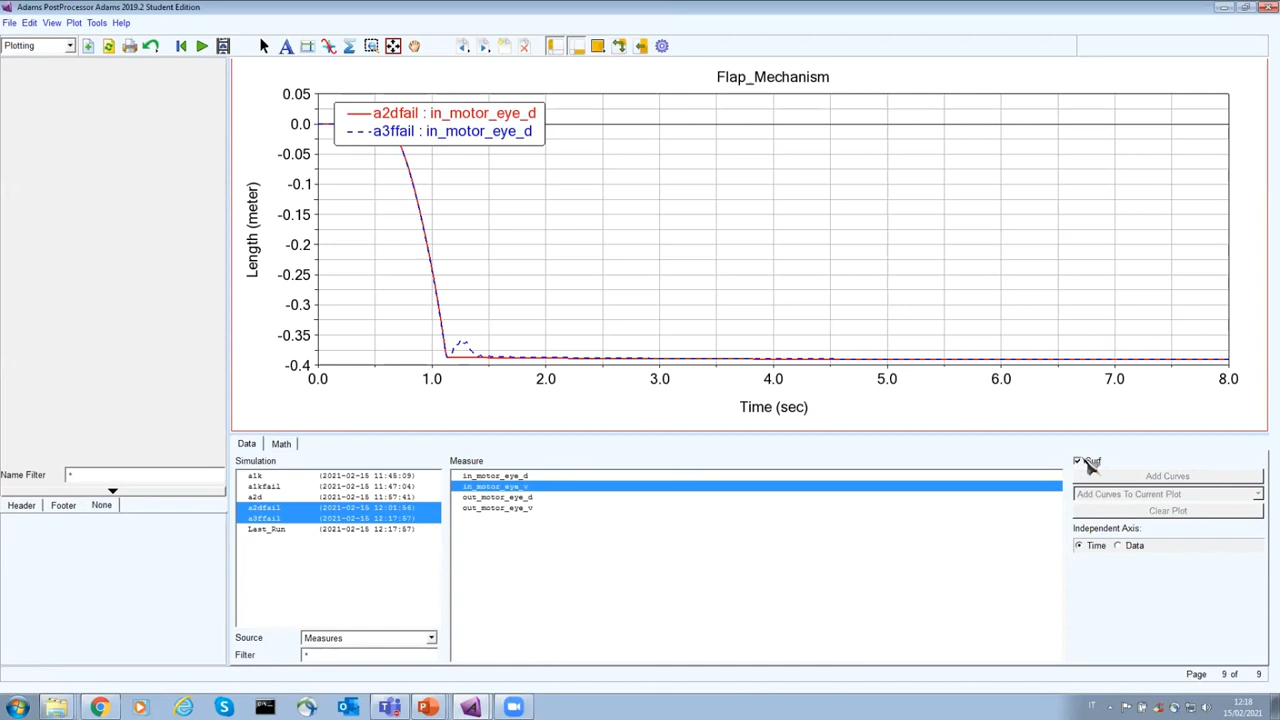 Adams PostProcessor Adams 2019.2 Student Edition
File Edit View Plot Tools Help
Plotting
Flap_Mechanism
a2dfail : in_motor_eye_d
a3ffail : in_motor_eye_d
0.05
0.0
-0.05
-0.1
-0.15
-0.2
-0.25
-0.3
-0.35
-0.4
Length (meter)
0.0 1.0 2.0 3.0 4.0 5.0 6.0 7.0 8.0
Time (sec)
Name Filter *
Header Footer None
Data Math
Simulation
a1k (2021-02-15 11:45:09)
a1kfail (2021-02-15 11:47:04)
a2d (2021-02-15 11:57:41)
a2dfail (2021-02-15 12:01:56)
a3ffail (2021-02-15 12:17:57)
Last_Run (2021-02-15 12:17:57)
Source Measures
Filter *
Measure
in_motor_eye_d
in_motor_eye_v
out_motor_eye_d
out_motor_eye_v
Surf
Add Curves
Add Curves To Current Plot
Clear Plot
Independent Axis:
Time Data
Page 9 of 9
IT
12:18
15/02/2021